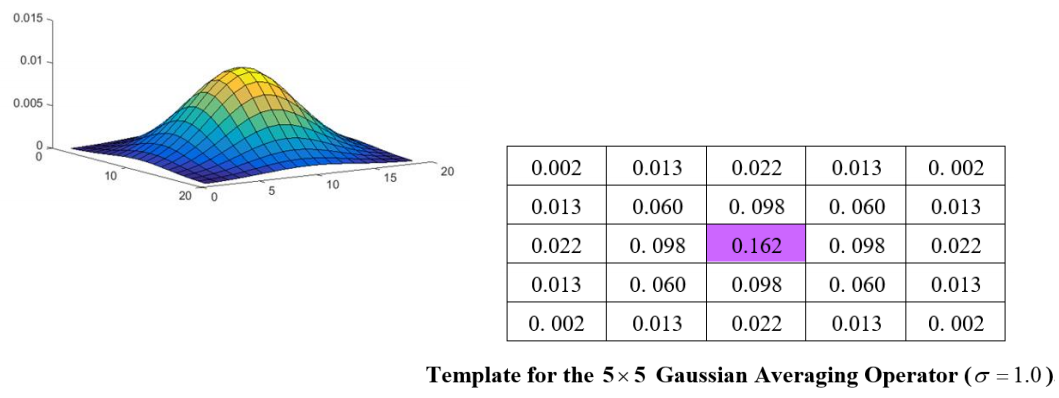 0.015
0.01
0.005
0
0
10
20
0
5
10
15
20
0.002 0.013 0.022 0.013 0. 002
0.013 0.060 0. 098 0. 060 0.013
0.022 0. 098 0.162 0. 098 0.022
0.013 0. 060 0.098 0. 060 0.013
0. 002 0.013 0.022 0.013 0. 002
Template for the 5×5 Gaussian Averaging Operator (σ =1.0)